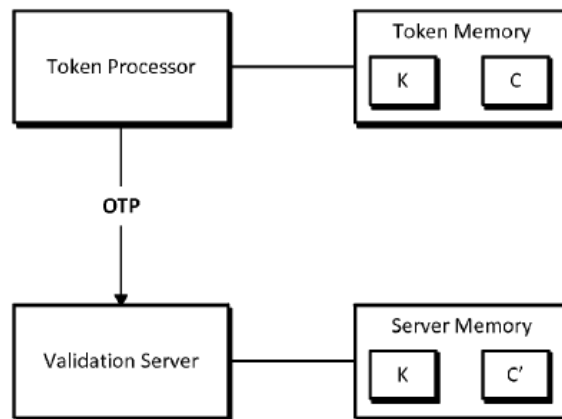 Token Processor
Token Memory
K
C
OTP
Validation Server
Server Memory
K
C’